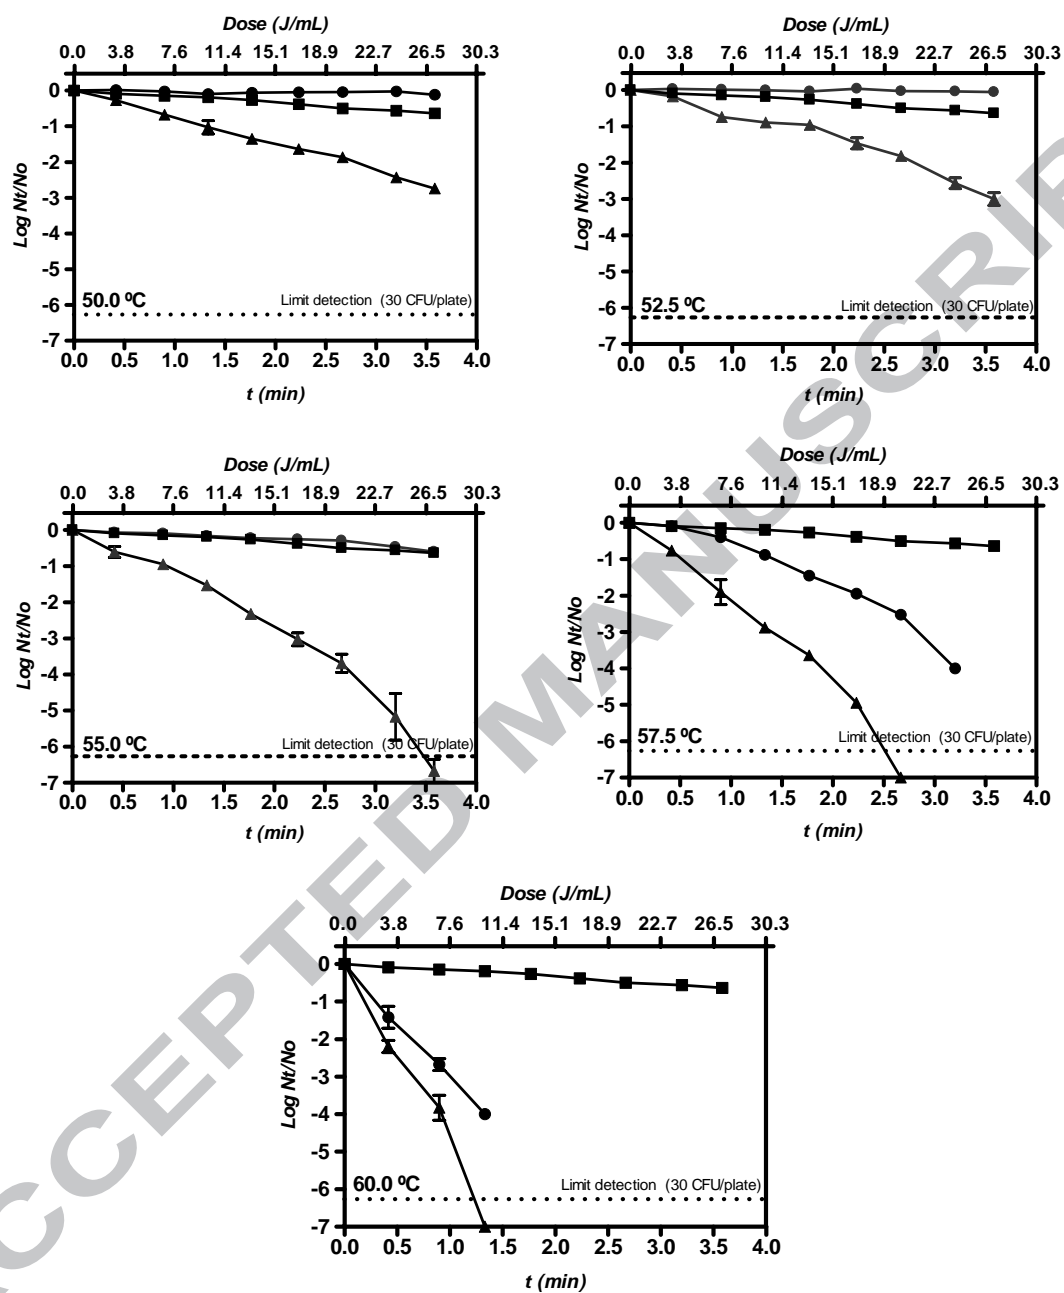 Dose (J/mL)
0.0 3.8 7.6 11.4 15.1 18.9 22.7 26.5 30.3
0
-1
-2
-3
-4
-5
-6
-7
Log Nt/No
50.0 ºC
Limit detection (30 CFU/plate)
0.0 0.5 1.0 1.5 2.0 2.5 3.0 3.5 4.0
t (min)
Dose (J/mL)
0.0 3.8 7.6 11.4 15.1 18.9 22.7 26.5 30.3
0
-1
-2
-3
-4
-5
-6
-7
Log Nt/No
52.5 ºC
Limit detection (30 CFU/plate)
0.0 0.5 1.0 1.5 2.0 2.5 3.0 3.5 4.0
t (min)
Dose (J/mL)
0.0 3.8 7.6 11.4 15.1 18.9 22.7 26.5 30.3
0
-1
-2
-3
-4
-5
-6
-7
Log Nt/No
55.0 ºC
Limit detection (30 CFU/plate)
0.0 0.5 1.0 1.5 2.0 2.5 3.0 3.5 4.0
t (min)
Dose (J/mL)
0.0 3.8 7.6 11.4 15.1 18.9 22.7 26.5 30.3
0
-1
-2
-3
-4
-5
-6
-7
Log Nt/No
57.5 ºC
Limit detection (30 CFU/plate)
0.0 0.5 1.0 1.5 2.0 2.5 3.0 3.5 4.0
t (min)
Dose (J/mL)
0.0 3.8 7.6 11.4 15.1 18.9 22.7 26.5 30.3
0
-1
-2
-3
-4
-5
-6
-7
Log Nt/No
60.0 ºC
Limit detection (30 CFU/plate)
0.0 0.5 1.0 1.5 2.0 2.5 3.0 3.5 4.0
t (min)
CCEPTED MANUSCRIP